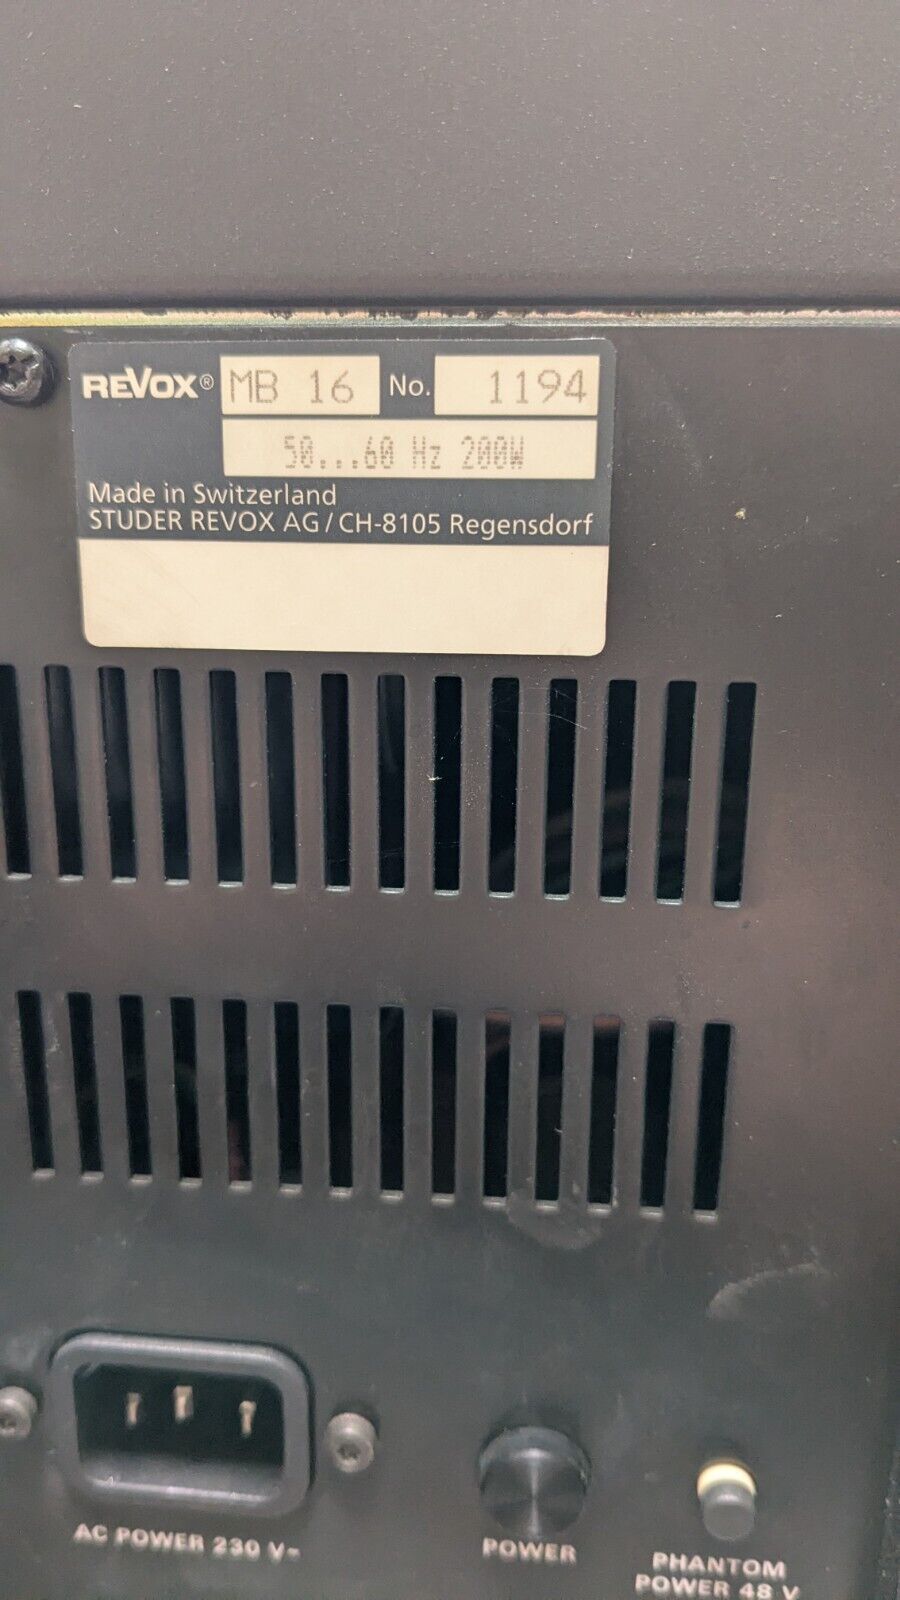 REVOX® MB 16 No. 1194
50...60 Hz 200W
Made in Switzerland
STUDER REVOX AG / CH-8105 Regensdorf
AC POWER 230 V~
POWER
PHANTOM
POWER 48 V